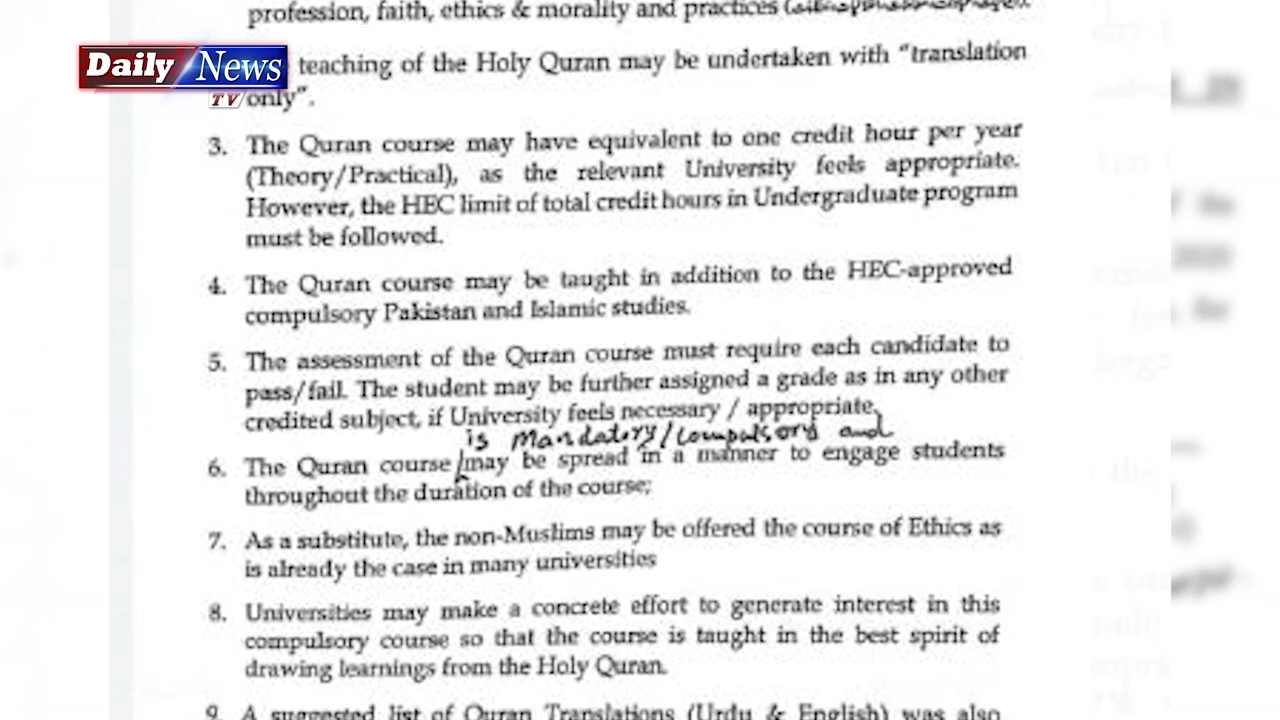 profession, faith, ethics & morality and practices
Daily News
TV
teaching of the Holy Quran may be undertaken with “translation
only”.
3. The Quran course may have equivalent to one credit hour per year
(Theory/Practical), as the relevant University feels appropriate.
However, the HEC limit of total credit hours in Undergraduate program
must be followed.
4. The Quran course may be taught in addition to the HEC-approved
compulsory Pakistan and Islamic studies.
5. The assessment of the Quran course must require each candidate to
pass/fail. The student may be further assigned a grade as in any other
credited subject, if University feels necessary / appropriate.
is Mandatory/Compulsory and
6. The Quran course may be spread in a manner to engage students
throughout the duration of the course;
7. As a substitute, the non-Muslims may be offered the course of Ethics as
is already the case in many universities
8. Universities may make a concrete effort to generate interest in this
compulsory course so that the course is taught in the best spirit of
drawing learnings from the Holy Quran.
9. A suggested list of Quran Translations (Urdu & English) was also